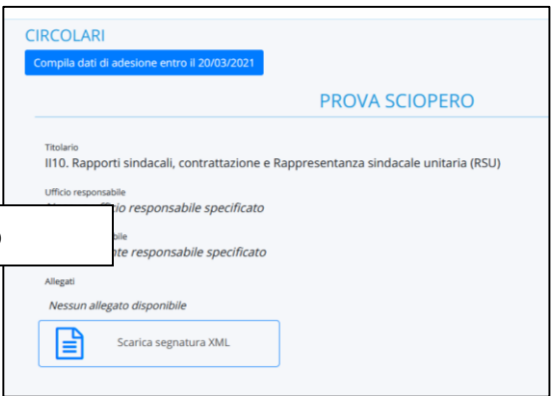 CIRCOLARI
Compila dati di adesione entro il 20/03/2021
PROVA SCIOPERO
Titolario
II10. Rapporti sindacali, contrattazione e Rappresentanza sindacale unitaria (RSU)
Ufficio responsabile
responsabile specificato
responsabile specificato
Allegati
Nessun allegato disponibile
Scarica segnatura XML